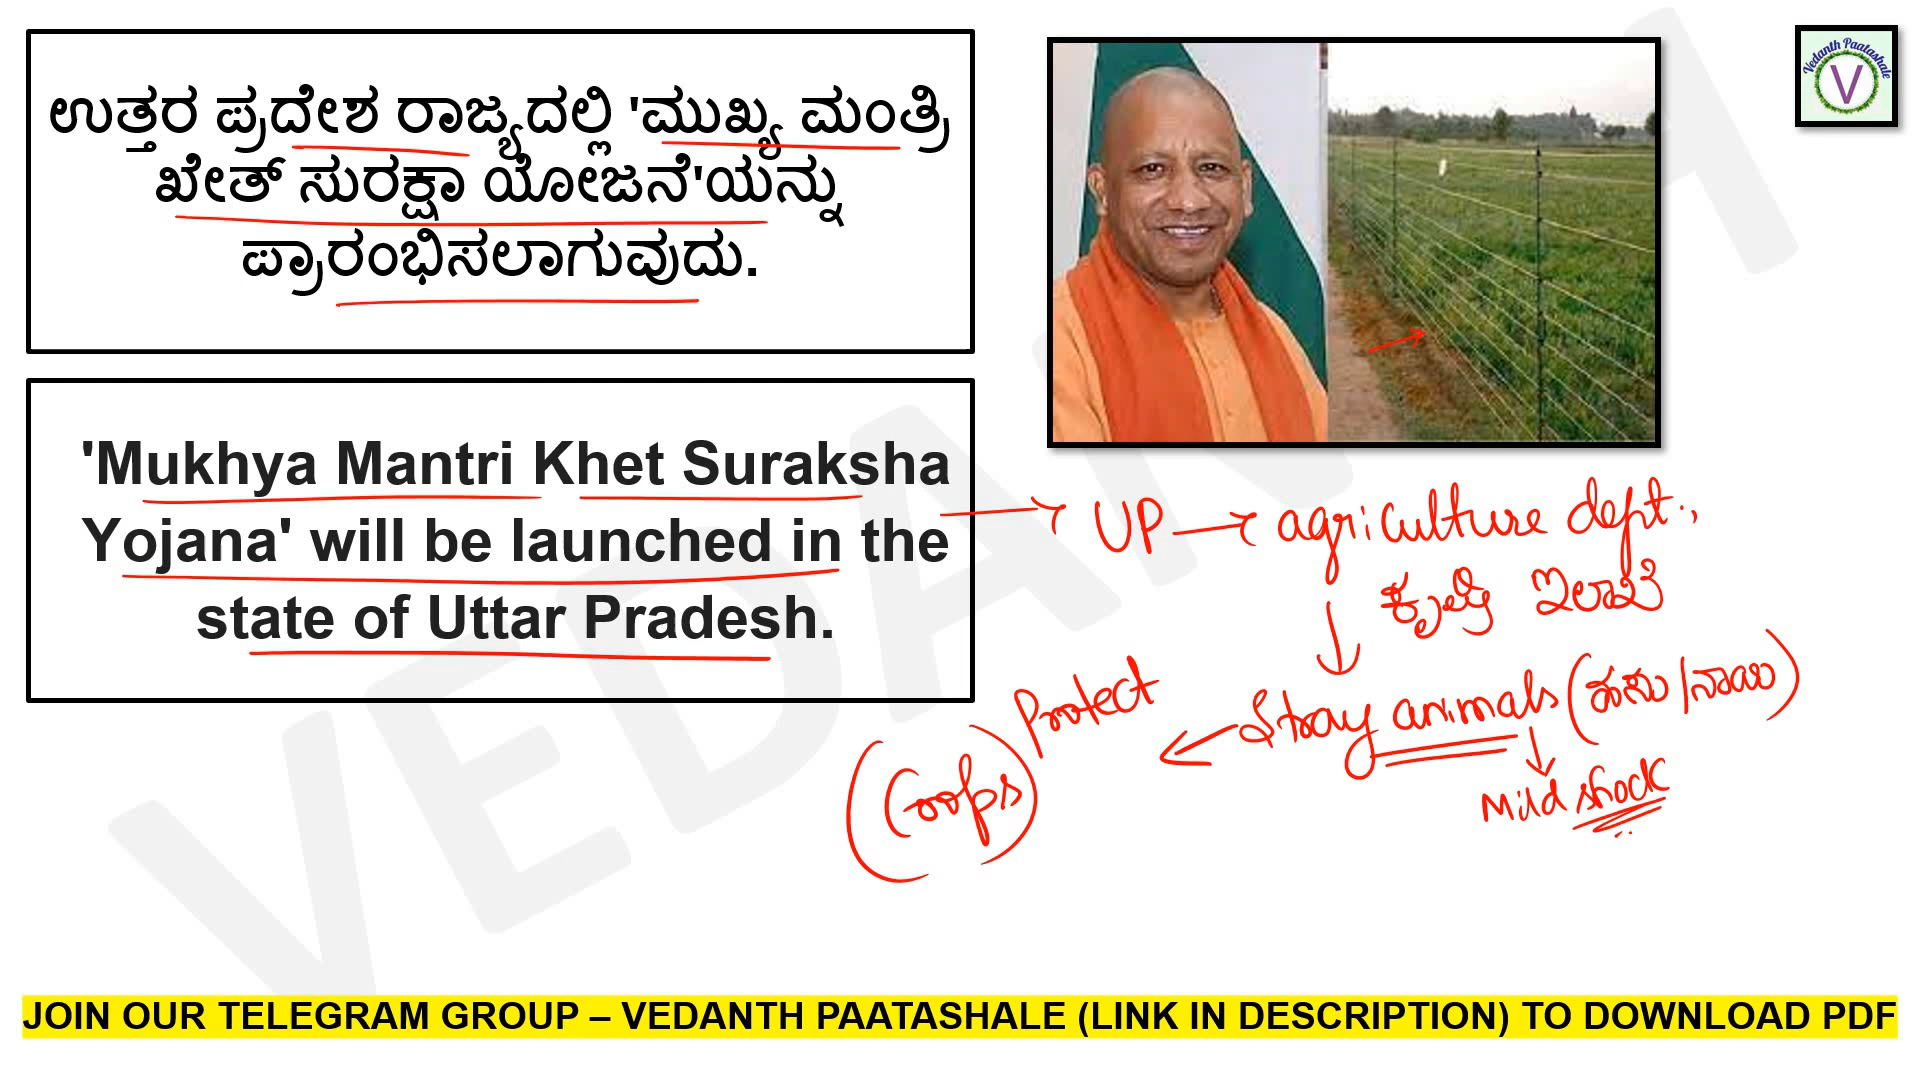 ಉತ್ತರ ಪ್ರದೇಶ ರಾಜ್ಯದಲ್ಲಿ 'ಮುಖ್ಯ ಮಂತ್ರಿ
ಖೇತ್ ಸುರಕ್ಷಾ ಯೋಜನೆ'ಯನ್ನು
ಪ್ರಾರಂಭಿಸಲಾಗುವುದು.
Vedanth Paatashale
V
'Mukhya Mantri Khet Suraksha
Yojana' will be launched in the
state of Uttar Pradesh.
UP agriculture dept.,
ಕೃಷಿ ಇಲಾಖೆ
Stray animals (ಹಸು/ನಾಯಿ)
Protect
(Crops)
Mild shock
JOIN OUR TELEGRAM GROUP – VEDANTH PAATASHALE (LINK IN DESCRIPTION) TO DOWNLOAD PDF